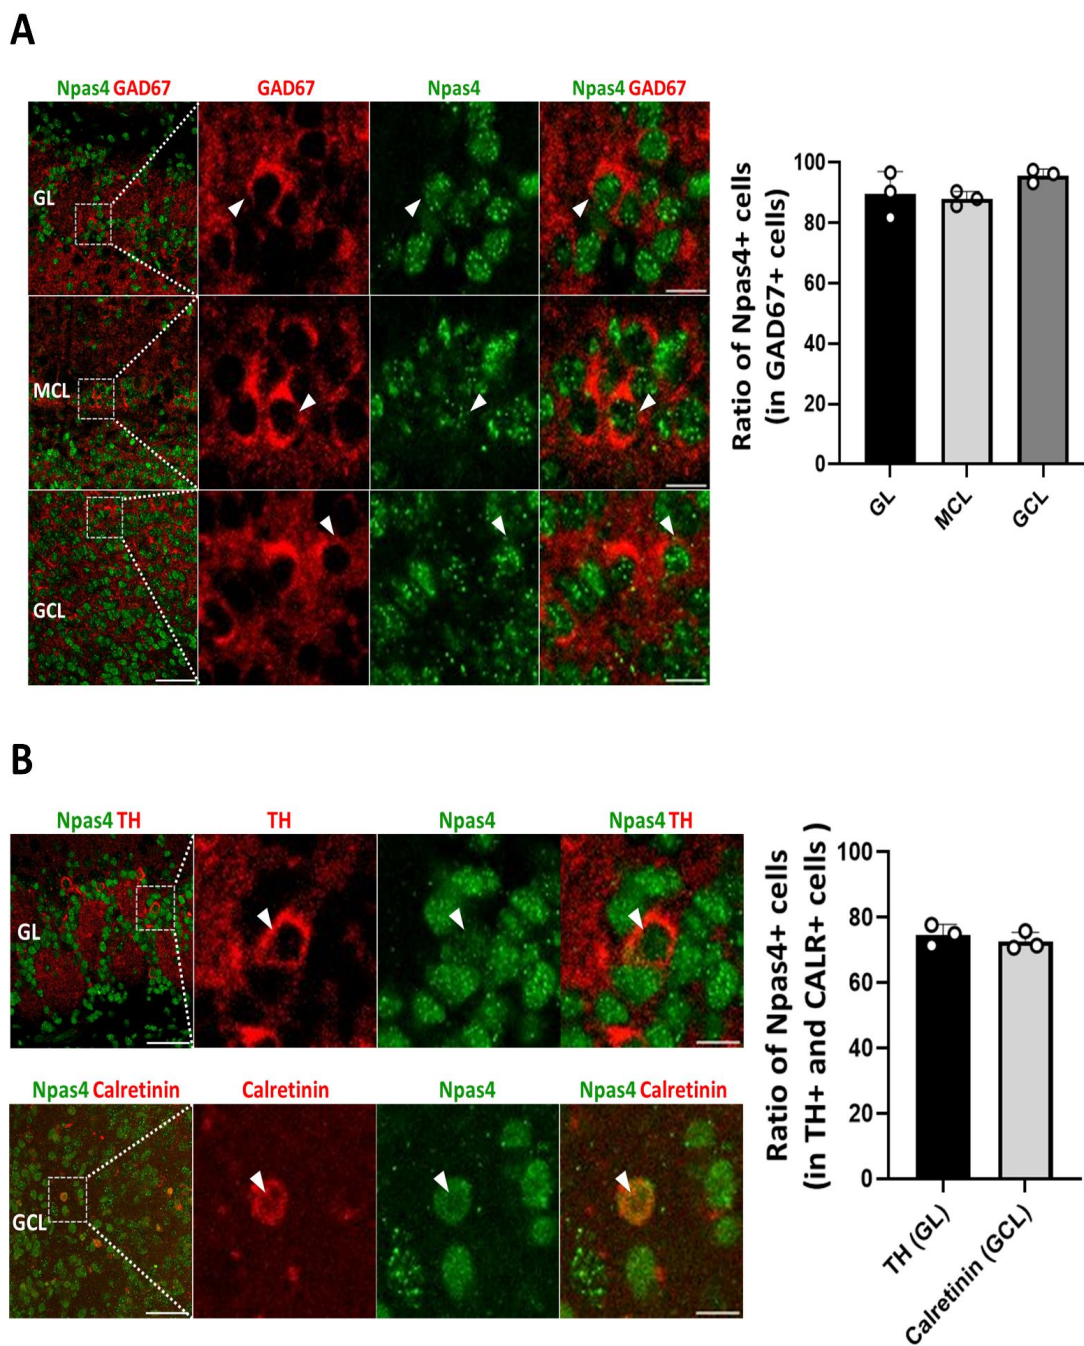 A
Npas4 GAD67
GAD67
Npas4
Npas4 GAD67
GL
MCL
GCL
Ratio of Npas4+ cells
(in GAD67+ cells)
100
80
60
40
20
0
GL
MCL
GCL
B
Npas4 TH
TH
Npas4
Npas4 TH
GL
Npas4 Calretinin
Calretinin
Npas4
Npas4 Calretinin
GCL
Ratio of Npas4+ cells
(in TH+ and CALR+ cells )
100
80
60
40
20
0
TH (GL)
Calretinin (GCL)